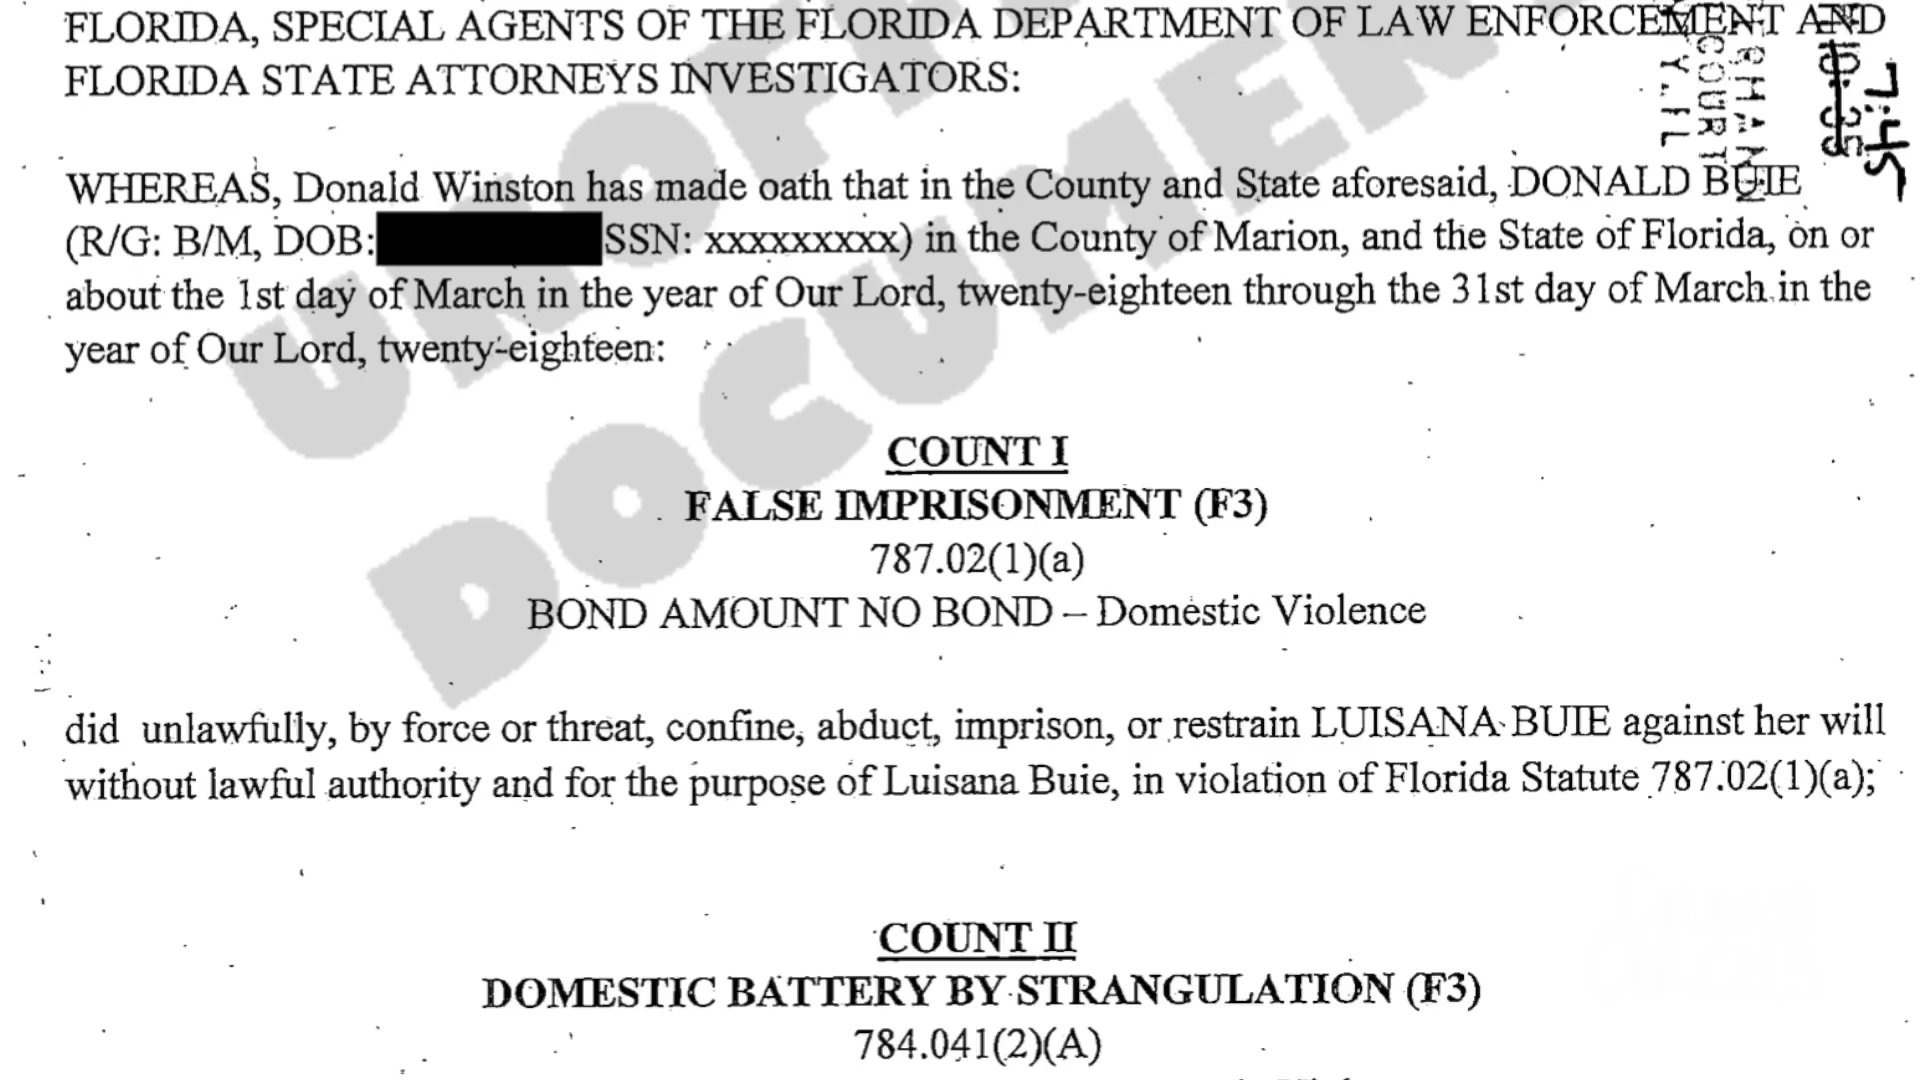 FLORIDA, SPECIAL AGENTS OF THE FLORIDA DEPARTMENT OF LAW ENFORCEMENT AND
FLORIDA STATE ATTORNEYS INVESTIGATORS:
7:45
COURT
Y. FL
WHEREAS, Donald Winston has made oath that in the County and State aforesaid, DONALD BUIE
(R/G: B/M, DOB: SSN: xxxxxxxxx) in the County of Marion, and the State of Florida, on or
about the 1st day of March in the year of Our Lord, twenty-eighteen through the 31st day of March in the
year of Our Lord, twenty-eighteen:
COUNT I
FALSE IMPRISONMENT (F3)
787.02(1)(a)
BOND AMOUNT NO BOND – Domestic Violence
did unlawfully, by force or threat, confine, abduct, imprison, or restrain LUISANA BUIE against her will
without lawful authority and for the purpose of Luisana Buie, in violation of Florida Statute 787.02(1)(a);
COUNT II
DOMESTIC BATTERY BY STRANGULATION (F3)
784.041(2)(A)
DOCUMEN